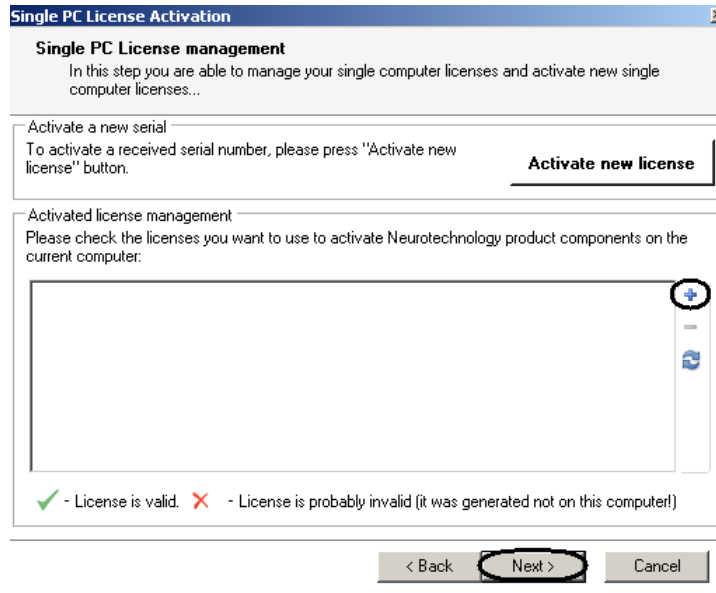 Single PC License Activation
Single PC License management
In this step you are able to manage your single computer licenses and activate new single
computer licenses...
Activate a new serial
To activate a received serial number, please press "Activate new
license" button.
Activate new license
Activated license management
Please check the licenses you want to use to activate Neurotechnology product components on the
current computer:
- License is valid. - License is probably invalid (it was generated not on this computer!)
< Back Next > Cancel